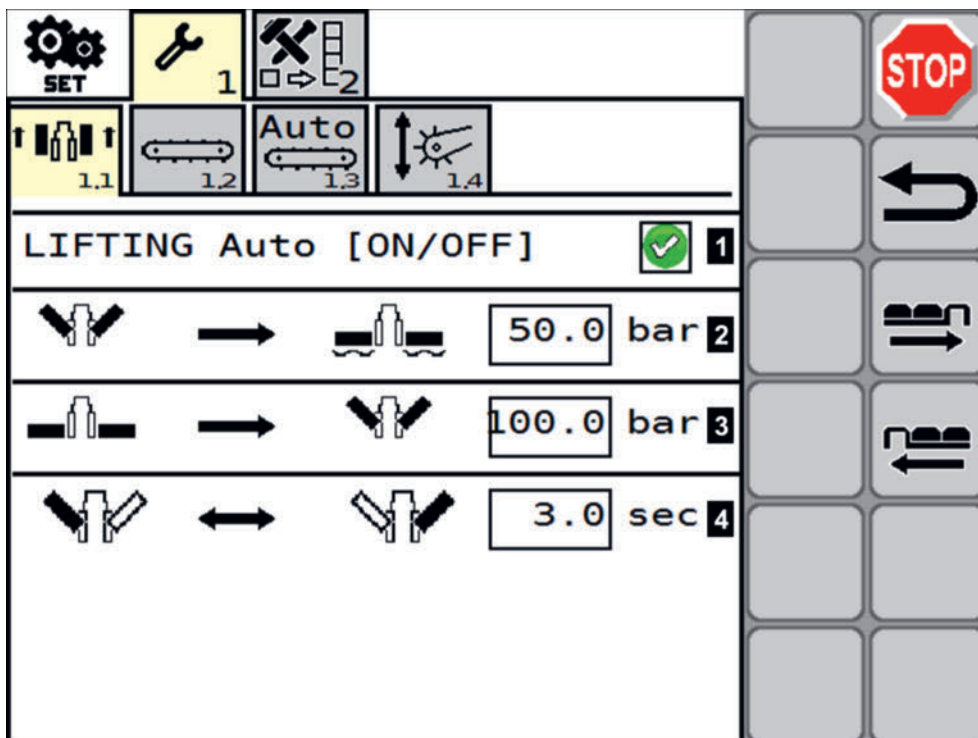 STOP
SET
1
2
1.1
1.2
Auto
1.3
1.4
LIFTING Auto [ON/OFF] 1
50.0 bar 2
100.0 bar 3
3.0 sec 4